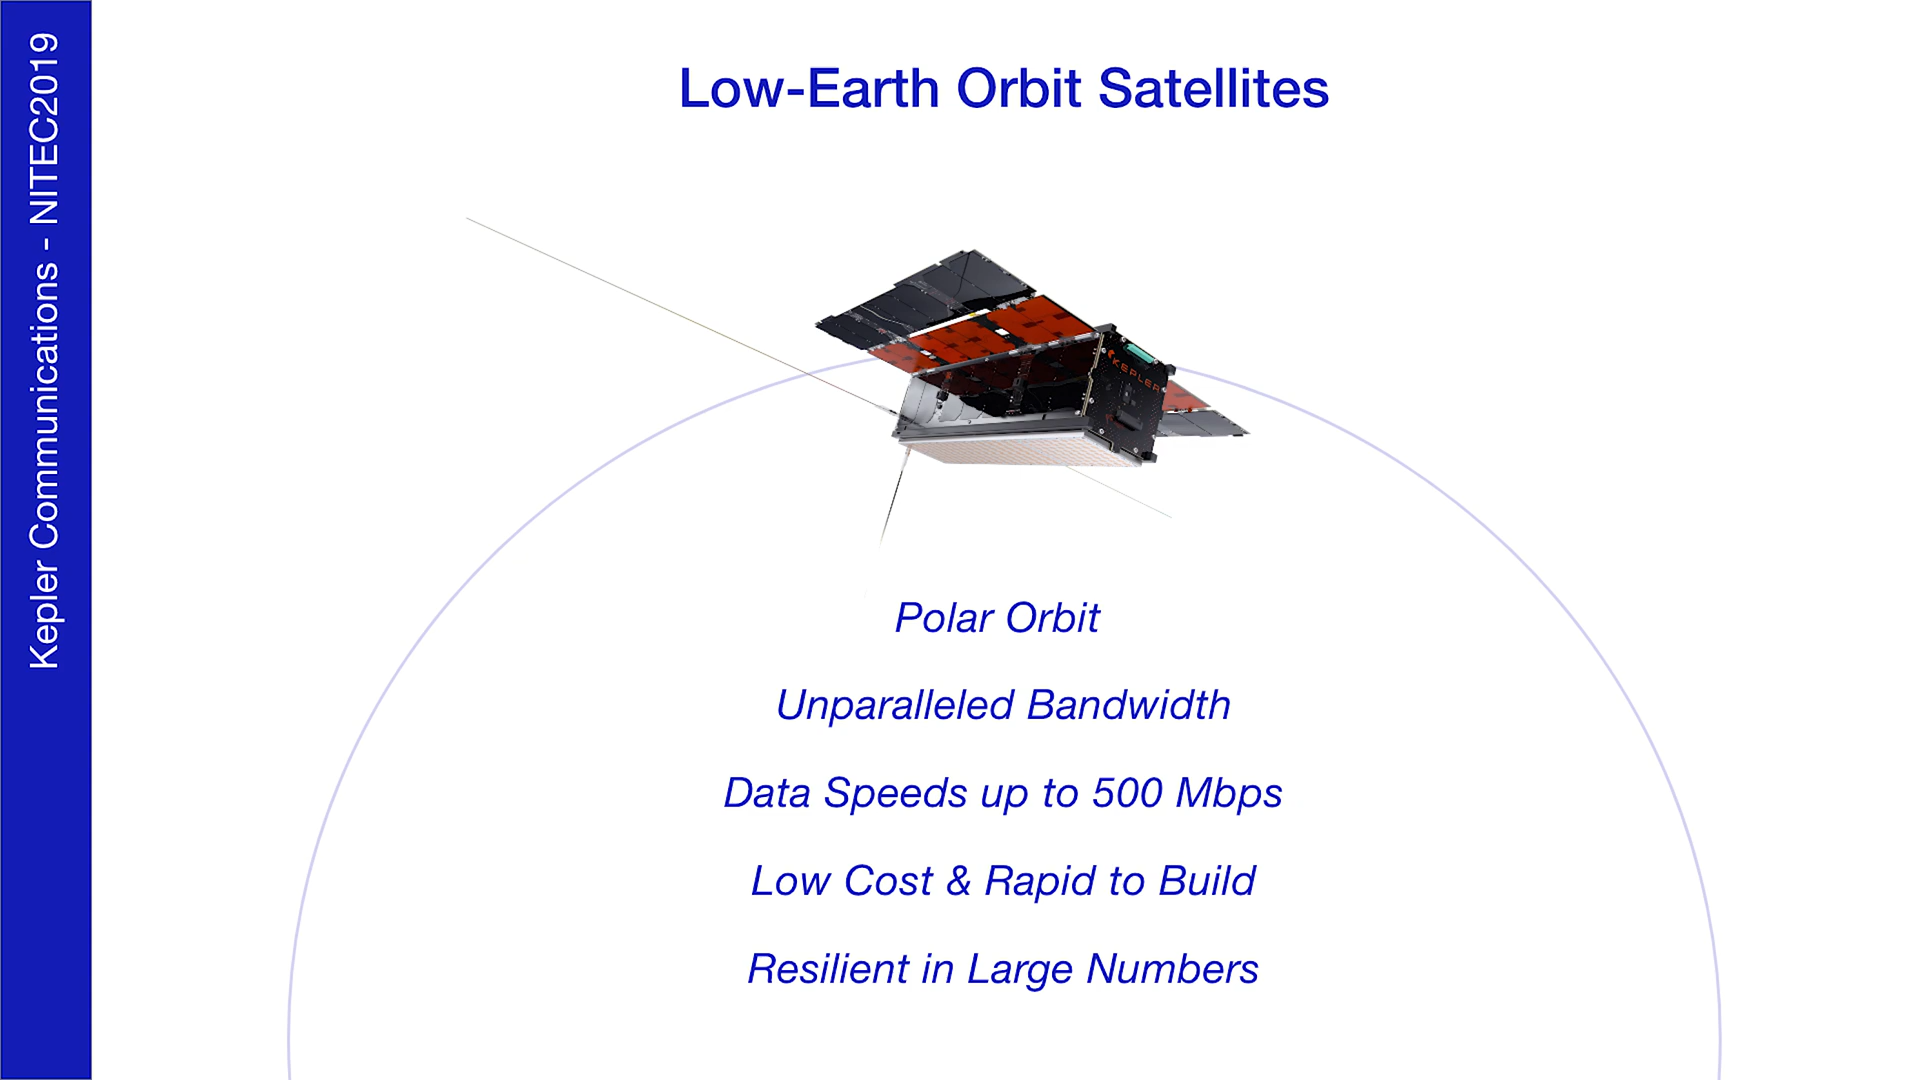 Kepler Communications - NITEC2019
Low-Earth Orbit Satellites
KEPLER
Polar Orbit
Unparalleled Bandwidth
Data Speeds up to 500 Mbps
Low Cost & Rapid to Build
Resilient in Large Numbers